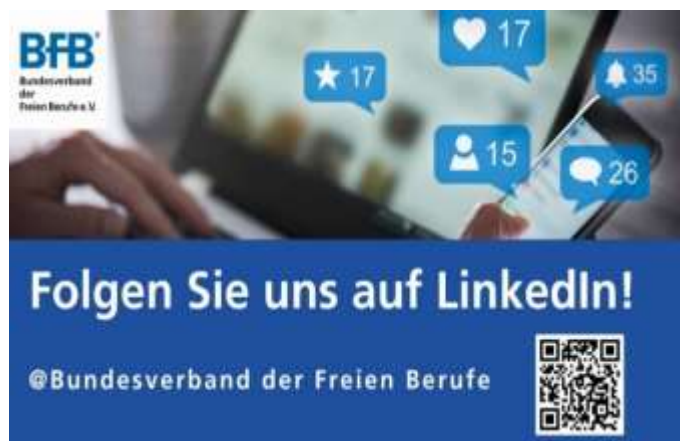 BFB
Bundesverband
der
Freien Berufe e.V.
17
17
35
15
26
Folgen Sie uns auf LinkedIn!
@Bundesverband der Freien Berufe